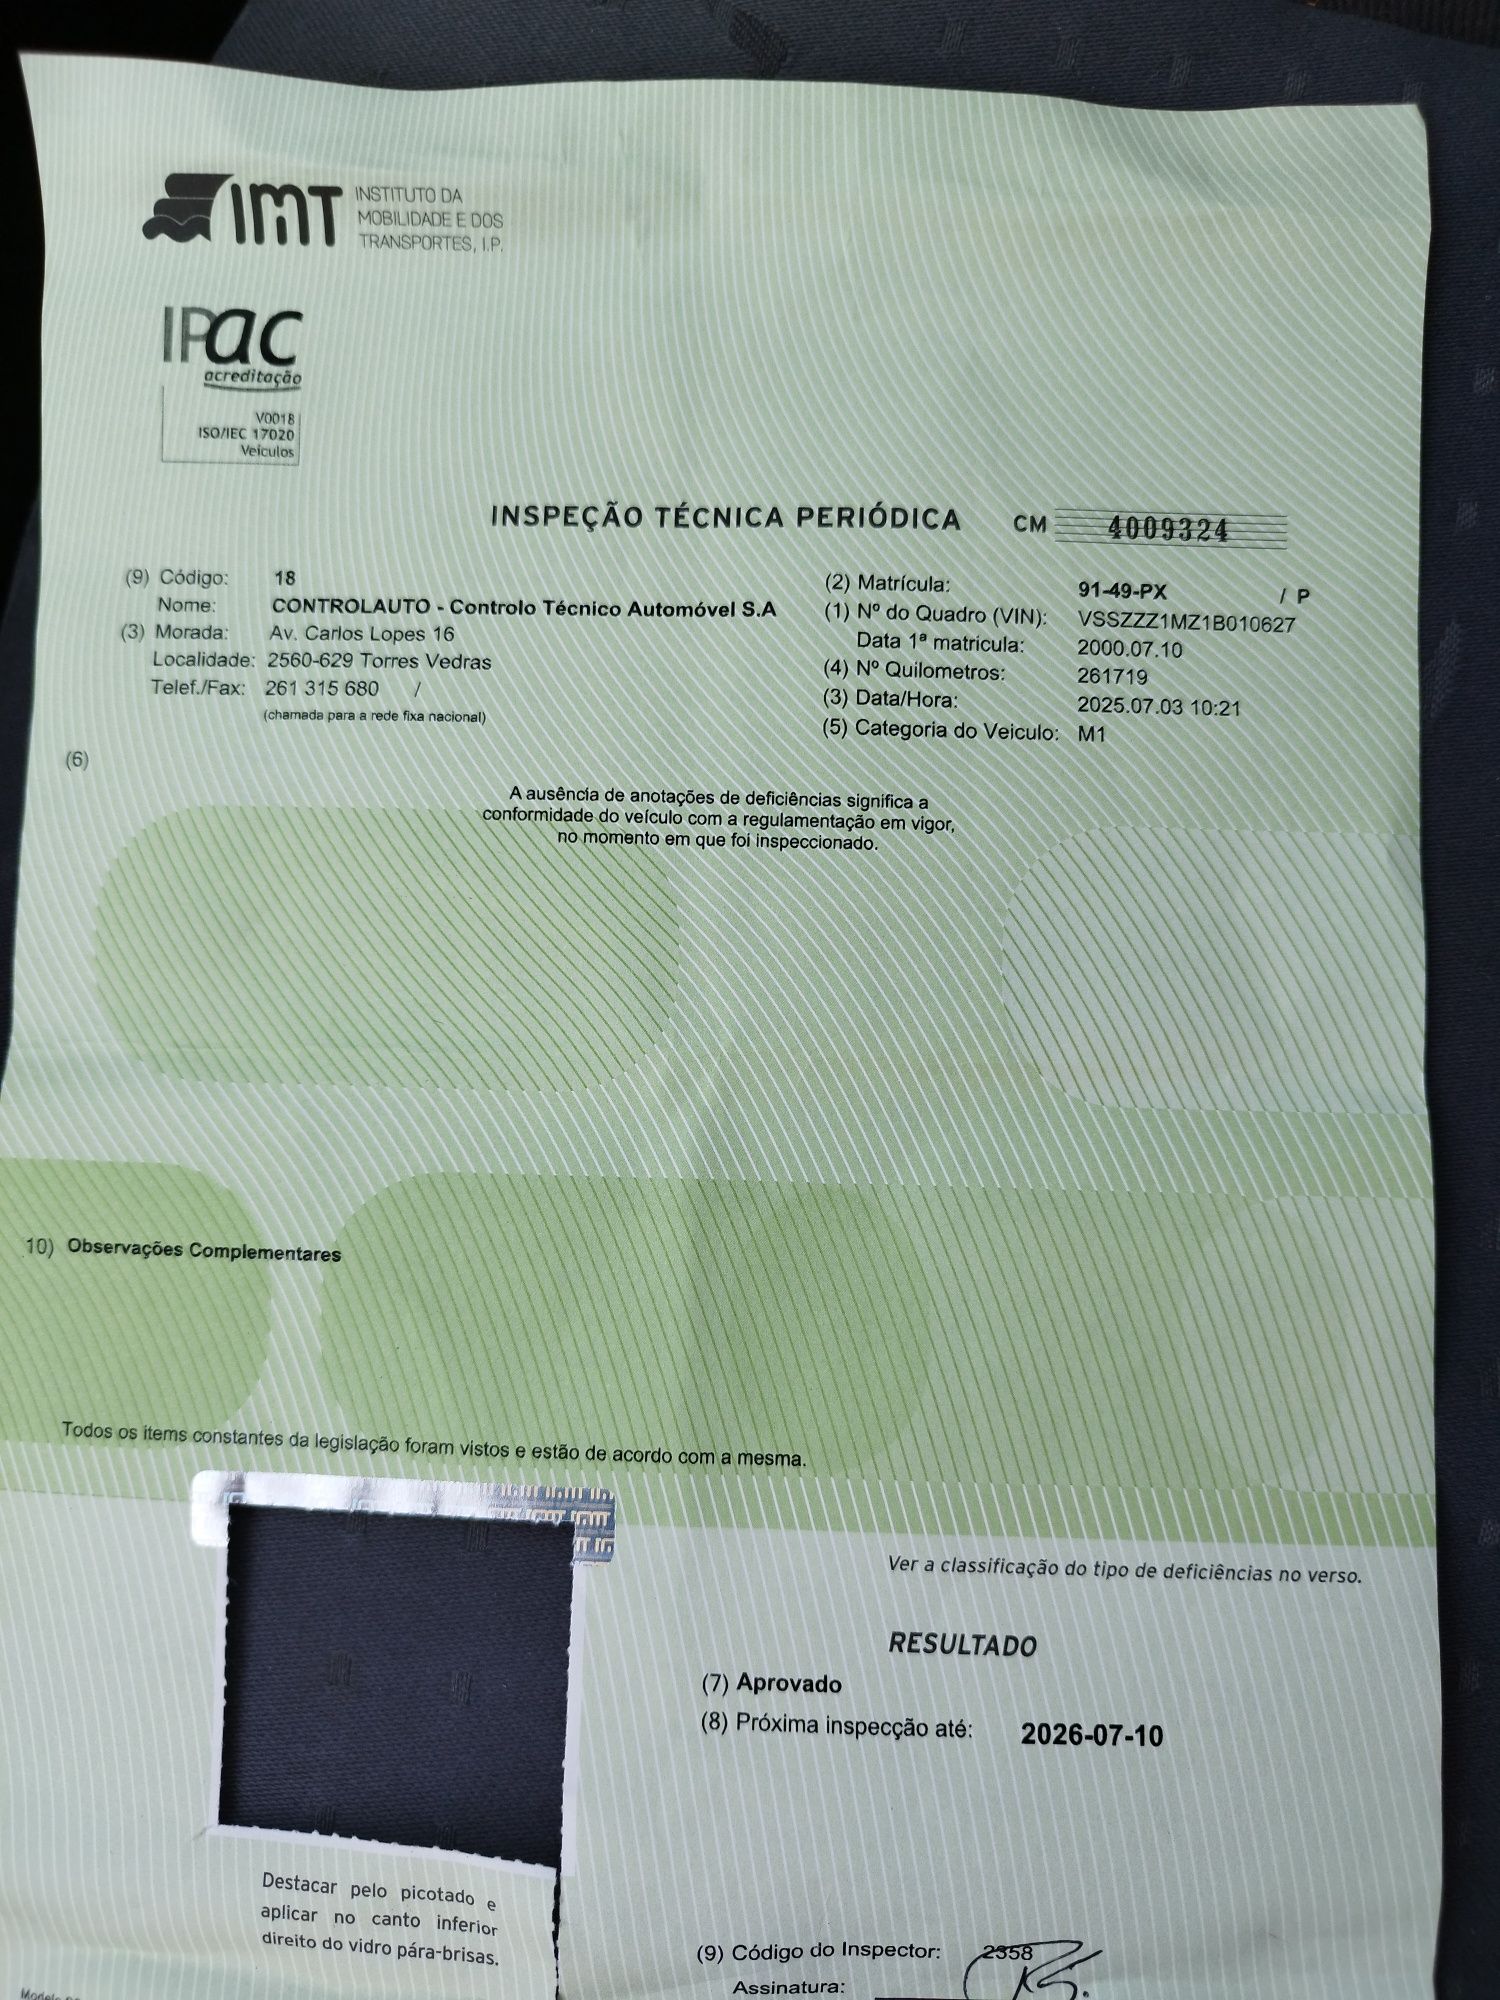 IMT INSTITUTO DA
MOBILIDADE E DOS
TRANSPORTES, I.P.
IPac
acreditação
V0018
ISO/IEC 17020
Veículos
INSPEÇÃO TÉCNICA PERIÓDICA CM 4009324
(9) Código: 18
Nome: CONTROLAUTO - Controlo Técnico Automóvel S.A
(3) Morada: Av. Carlos Lopes 16
Localidade: 2560-629 Torres Vedras
Telef./Fax: 261 315 680 /
(chamada para a rede fixa nacional)
(2) Matrícula: 91-49-PX / P
(1) Nº do Quadro (VIN): VSSZZZ1MZ1B010627
Data 1ª matricula: 2000.07.10
(4) Nº Quilometros: 261719
(3) Data/Hora: 2025.07.03 10:21
(5) Categoria do Veiculo: M1
(6)
A ausência de anotações de deficiências significa a
conformidade do veículo com a regulamentação em vigor,
no momento em que foi inspeccionado.
10) Observações Complementares
Todos os items constantes da legislação foram vistos e estão de acordo com a mesma.
Ver a classificação do tipo de deficiências no verso.
RESULTADO
(7) Aprovado
(8) Próxima inspecção até: 2026-07-10
Destacar pelo picotado e
aplicar no canto inferior
direito do vidro pára-brisas.
(9) Código do Inspector: 2358
Assinatura: